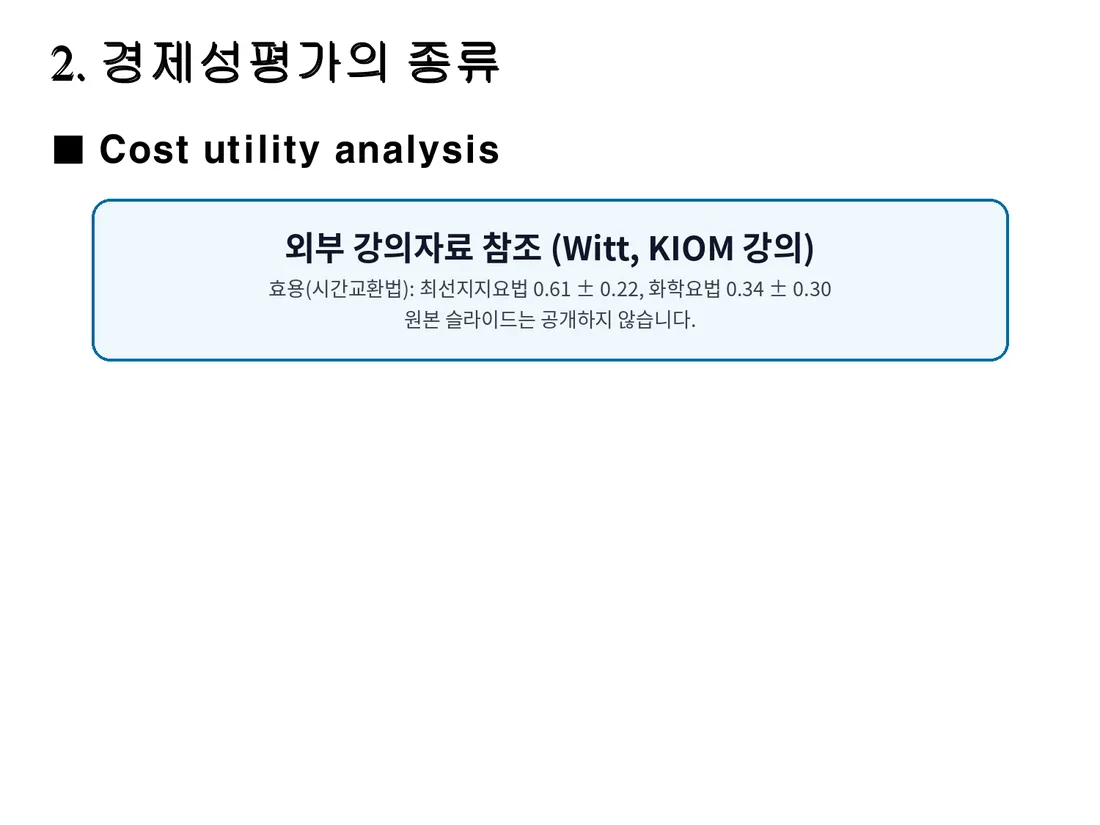 2. 경제성평가의 종류
■ Cost utility analysis
외부 강의자료 참조 (Witt, KIOM 강의)
효용(시간교환법): 최선지지요법 0.61 ± 0.22, 화학요법 0.34 ± 0.30
원본 슬라이드는 공개하지 않습니다.